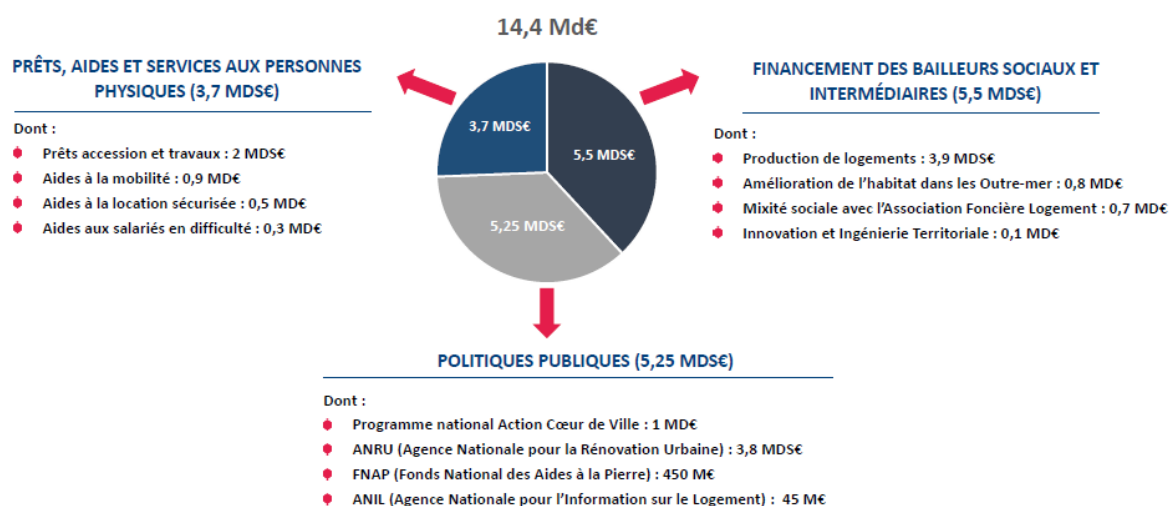 14,4 Md€
PRÊTS, AIDES ET SERVICES AUX PERSONNES
PHYSIQUES (3,7 MDS€)
Dont :
Prêts accession et travaux : 2 MDS€
Aides à la mobilité : 0,9 MD€
Aides à la location sécurisée : 0,5 MD€
Aides aux salariés en difficulté : 0,3 MD€
3,7 MDS€
5,5 MDS€
5,25 MDS€
FINANCEMENT DES BAILLEURS SOCIAUX ET
INTERMÉDIAIRES (5,5 MDS€)
Dont :
Production de logements : 3,9 MDS€
Amélioration de l'habitat dans les Outre-mer : 0,8 MD€
Mixité sociale avec l'Association Foncière Logement : 0,7 MD€
Innovation et Ingénierie Territoriale : 0,1 MD€
POLITIQUES PUBLIQUES (5,25 MDS€)
Dont :
Programme national Action Cœur de Ville : 1 MD€
ANRU (Agence Nationale pour la Rénovation Urbaine) : 3,8 MDS€
FNAP (Fonds National des Aides à la Pierre) : 450 M€
ANIL (Agence Nationale pour l'Information sur le Logement) : 45 M€